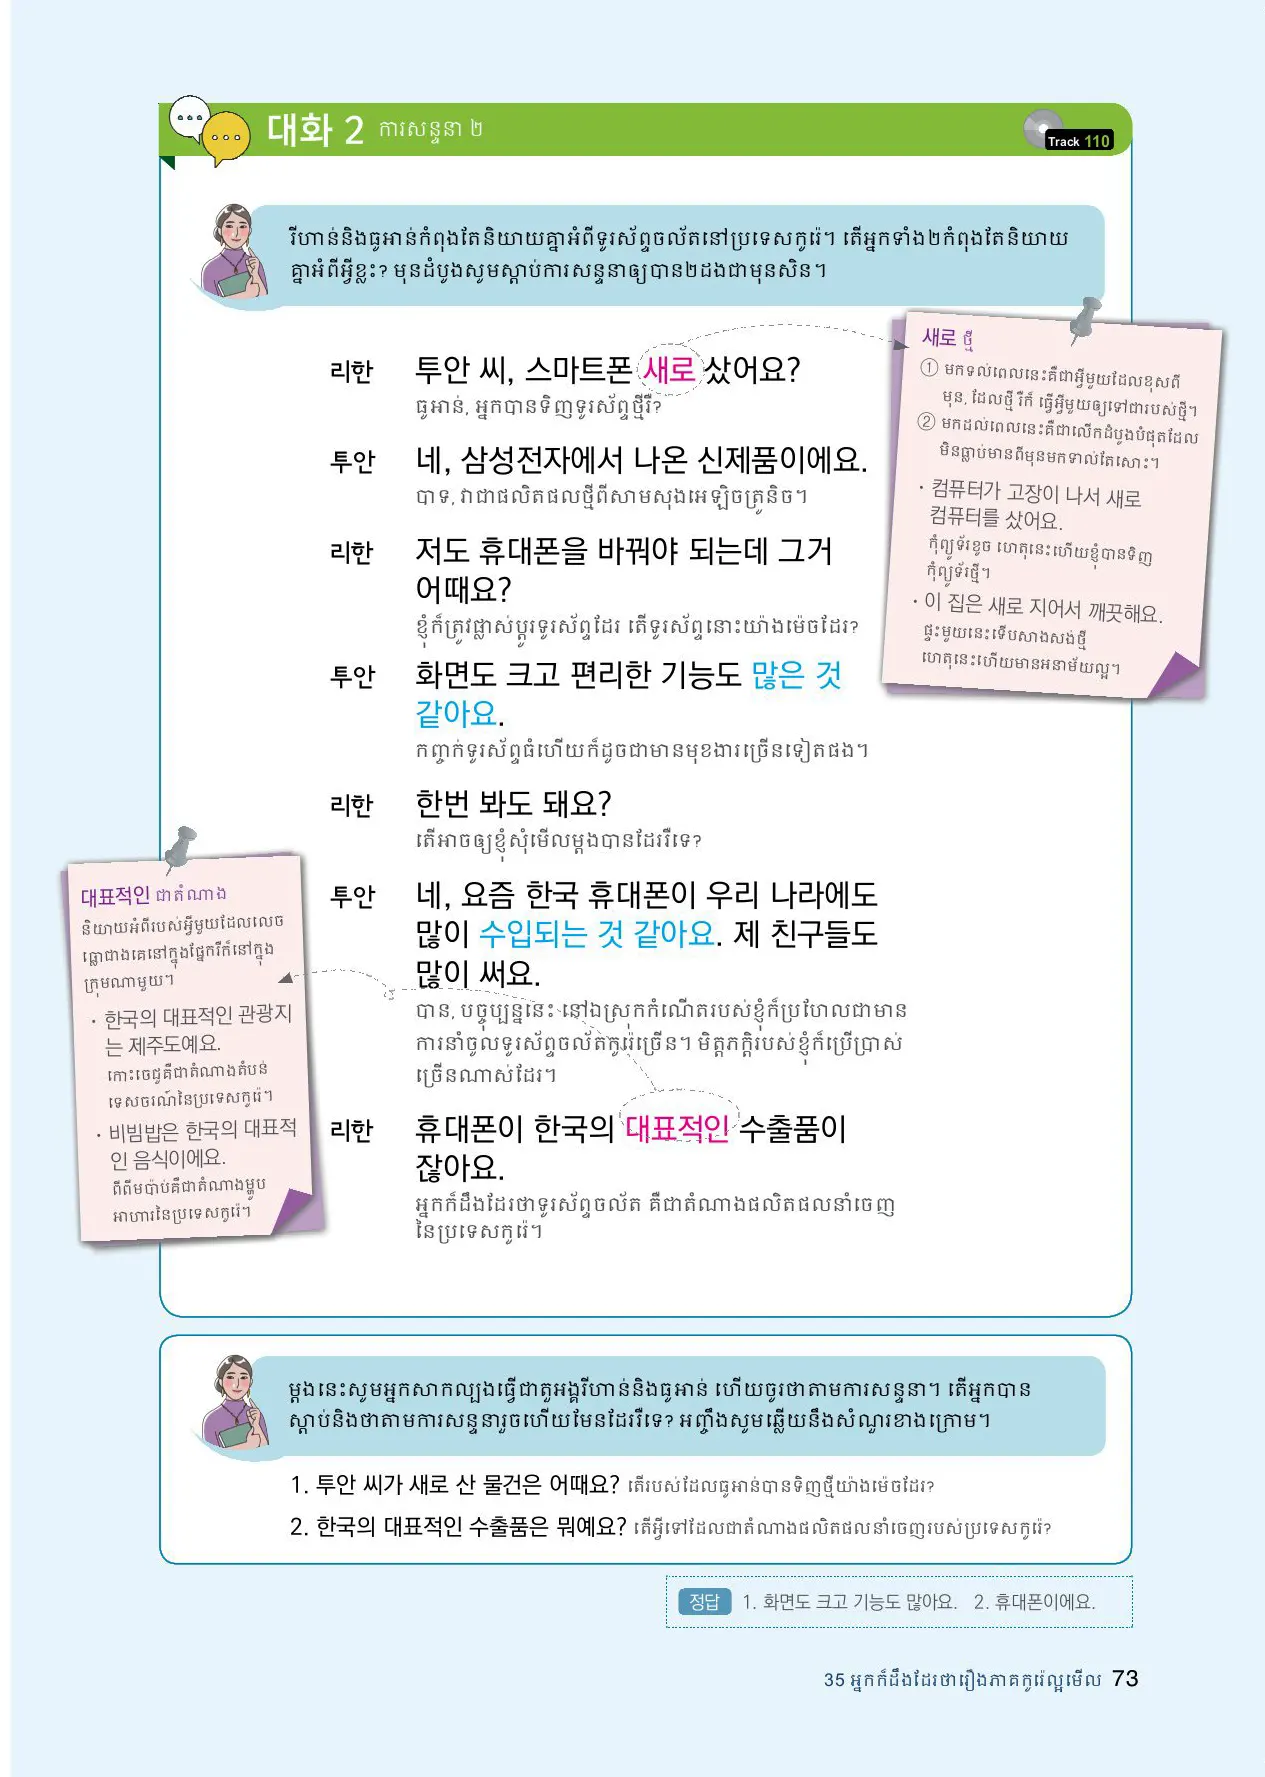 대화 2 ការសន្ទនា ២
Track 110
រីហាន់និងធូអាន់កំពុងតែនិយាយគ្នាអំពីទូរស័ព្ទចល័តនៅប្រទេសកូរ៉េ។ តើអ្នកទាំង២កំពុងតែនិយាយ
គ្នាអំពីអ្វីខ្លះ? មុនដំបូងសូមស្តាប់ការសន្ទនាឲ្យបាន២ដងជាមុនសិន។
리한 투안 씨, 스마트폰 새로 샀어요?
ធូអាន់, អ្នកបានទិញទូរស័ព្ទថ្មីរឺ?
투안 네, 삼성전자에서 나온 신제품이에요.
បាទ, វាជាផលិតផលថ្មីពីសាមសុងអេឡិចត្រូនិច។
리한 저도 휴대폰을 바꿔야 되는데 그거
어때요?
ខ្ញុំក៏ត្រូវផ្លាស់ប្តូរទូរស័ព្ទដែរ តើទូរស័ព្ទនោះយ៉ាងម៉េចដែរ?
투안 화면도 크고 편리한 기능도 많은 것
같아요.
កញ្ចក់ទូរស័ព្ទធំហើយក៏ដូចជាមានមុខងារច្រើនទៀតផង។
리한 한번 봐도 돼요?
តើអាចឲ្យខ្ញុំសុំមើលម្តងបានដែររឺទេ?
투안 네, 요즘 한국 휴대폰이 우리 나라에도
많이 수입되는 것 같아요. 제 친구들도
많이 써요.
បាន, បច្ចុប្បន្ននេះ នៅឯស្រុកកំណើតរបស់ខ្ញុំក៏ប្រហែលជាមាន
ការនាំចូលទូរស័ព្ទចល័តកូរ៉េច្រើន។ មិត្តភក្តិរបស់ខ្ញុំក៏ប្រើប្រាស់
ច្រើនណាស់ដែរ។
리한 휴대폰이 한국의 대표적인 수출품이
잖아요.
អ្នកក៏ដឹងដែរថាទូរស័ព្ទចល័ត គឺជាតំណាងផលិតផលនាំចេញ
នៃប្រទេសកូរ៉េ។
새로 ថ្មី
① មកទល់ពេលនេះគឺជាអ្វីមួយដែលខុសពី
មុន, ដែលថ្មី រឺក៏ ធ្វើអ្វីមួយឲ្យទៅជារបស់ថ្មី។
② មកដល់ពេលនេះគឺជាលើកដំបូងបំផុតដែល
មិនធ្លាប់មានពីមុនមកទាល់តែសោះ។
· 컴퓨터가 고장이 나서 새로
컴퓨터를 샀어요.
កុំព្យូទ័រខូច ហេតុនេះហើយខ្ញុំបានទិញ
កុំព្យូទ័រថ្មី។
· 이 집은 새로 지어서 깨끗해요.
ផ្ទះមួយនេះទើបសាងសង់ថ្មី
ហេតុនេះហើយមានអនាម័យល្អ។
대표적인 ជាតំណាង
និយាយអំពីរបស់អ្វីមួយដែលលេច
ធ្លោជាងគេនៅក្នុងផ្នែករឺក៏នៅក្នុង
ក្រុមណាមួយ។
· 한국의 대표적인 관광지
는 제주도예요.
កោះចេជូគឺជាតំណាងតំបន់
ទេសចរណ៍នៃប្រទេសកូរ៉េ។
· 비빔밥은 한국의 대표적
인 음식이에요.
ពីពីមប៉ាប់គឺជាតំណាងម្ហូប
អាហារនៃប្រទេសកូរ៉េ។
ម្តងនេះសូមអ្នកសាកល្បងធ្វើជាតួអង្គរីហាន់និងធូអាន់ ហើយចូរថាតាមការសន្ទនា។ តើអ្នកបាន
ស្តាប់និងថាតាមការសន្ទនារួចហើយមែនដែររឺទេ? អញ្ចឹងសូមឆ្លើយនឹងសំណួរខាងក្រោម។
1. 투안 씨가 새로 산 물건은 어때요? តើរបស់ដែលធូអាន់បានទិញថ្មីយ៉ាងម៉េចដែរ?
2. 한국의 대표적인 수출품은 뭐예요? តើអ្វីទៅដែលជាតំណាងផលិតផលនាំចេញរបស់ប្រទេសកូរ៉េ?
정답 1. 화면도 크고 기능도 많아요. 2. 휴대폰이에요.
35 អ្នកក៏ដឹងដែរថារឿងភាគកូរ៉េល្អមើល 73